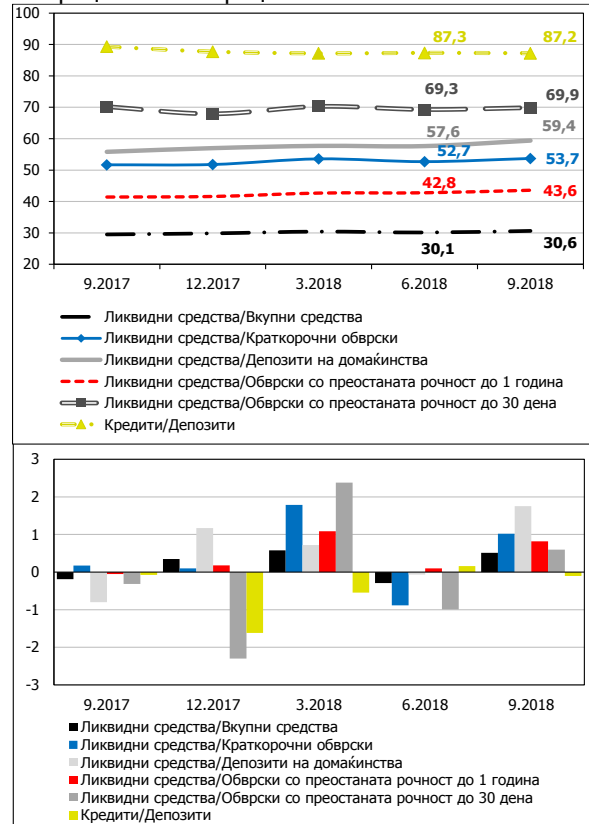 100
90
80
70
60
50
40
30
20
87,3
87,2
69,3
69,9
57,6
59,4
52,7
53,7
42,8
43,6
30,1
30,6
9.2017 12.2017 3.2018 6.2018 9.2018
Ликвидни средства/Вкупни средства
Ликвидни средства/Краткорочни обврски
Ликвидни средства/Депозити на домаќинства
Ликвидни средства/Обврски со преостаната рочност до 1 година
Ликвидни средства/Обврски со преостаната рочност до 30 дена
Кредити/Депозити
3
2
1
0
-1
-2
-3
9.2017 12.2017 3.2018 6.2018 9.2018
Ликвидни средства/Вкупни средства
Ликвидни средства/Краткорочни обврски
Ликвидни средства/Депозити на домаќинства
Ликвидни средства/Обврски со преостаната рочност до 1 година
Ликвидни средства/Обврски со преостаната рочност до 30 дена
Кредити/Депозити